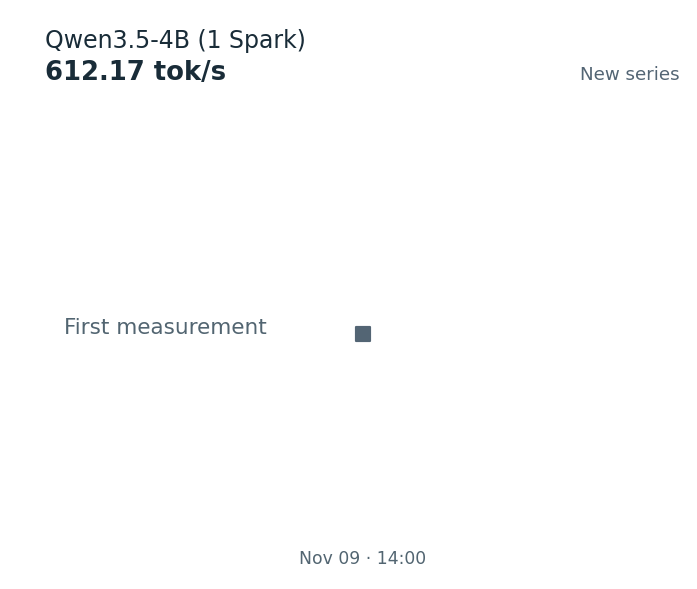 Qwen3.5-4B (1 Spark)
612.17 tok/s
New series
First measurement
Nov 09 · 14:00